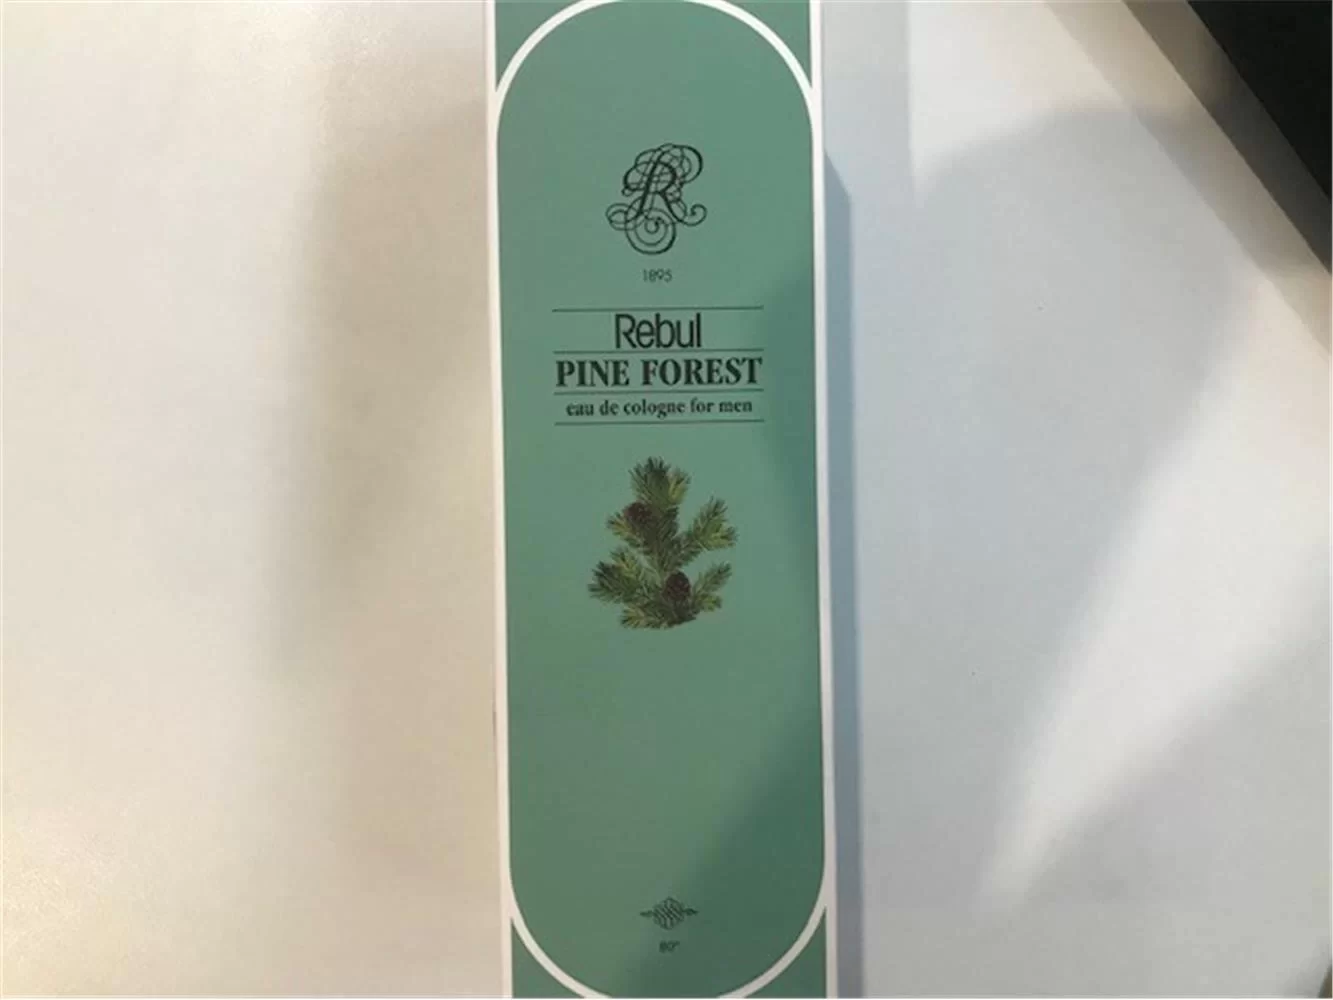 R
1895
Rebul
PINE FOREST
eau de cologne for men
80°